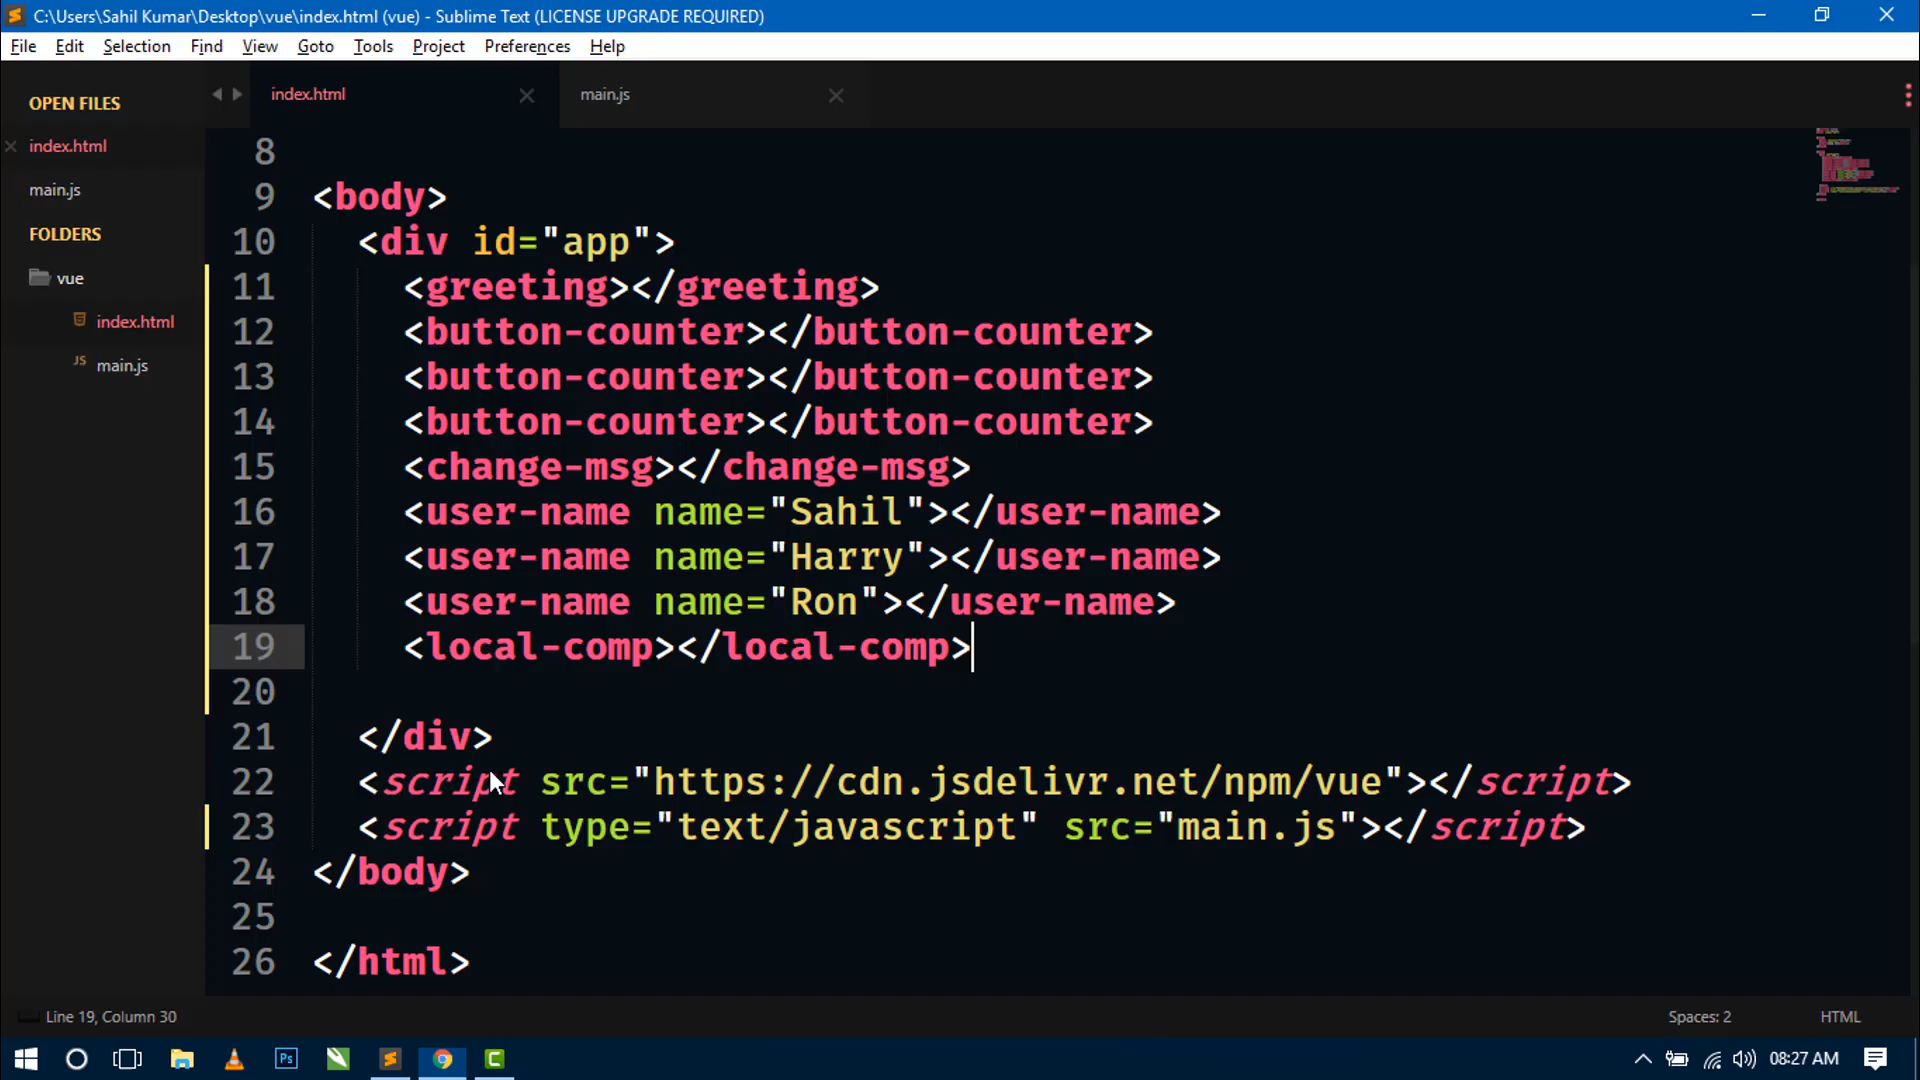 C:\Users\Sahil Kumar\Desktop\vue\index.html (vue) - Sublime Text (LICENSE UPGRADE REQUIRED)
File Edit Selection Find View Goto Tools Project Preferences Help
OPEN FILES
index.html
main.js
FOLDERS
vue
index.html
JS main.js
index.html main.js
8
9 <body>
10 <div id="app">
11 <greeting></greeting>
12 <button-counter></button-counter>
13 <button-counter></button-counter>
14 <button-counter></button-counter>
15 <change-msg></change-msg>
16 <user-name name="Sahil"></user-name>
17 <user-name name="Harry"></user-name>
18 <user-name name="Ron"></user-name>
19 <local-comp></local-comp>
20
21 </div>
22 <script src="https://cdn.jsdelivr.net/npm/vue"></script>
23 <script type="text/javascript" src="main.js"></script>
24 </body>
25
26 </html>
Line 19, Column 30 Spaces: 2 HTML
Ps C 08:27 AM